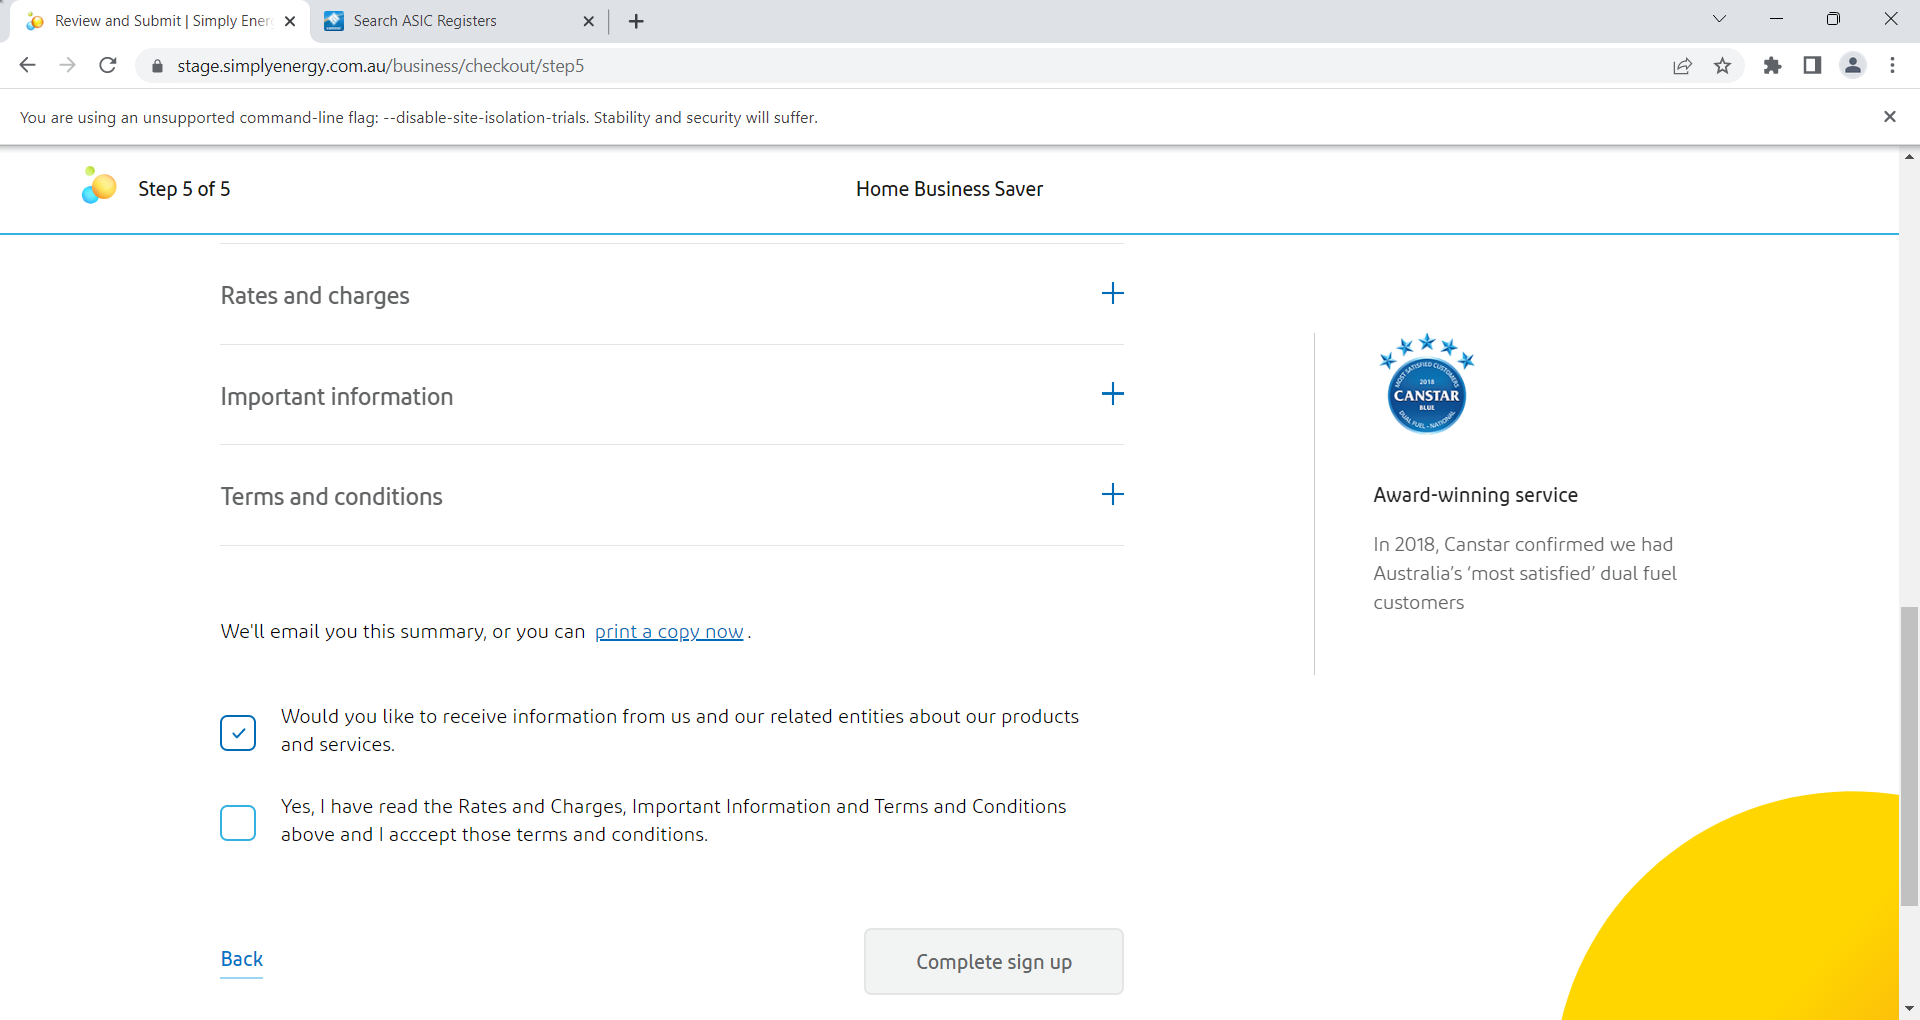 Review and Submit | Simply Ener
Search ASIC Registers
stage.simplyenergy.com.au/business/checkout/step5
You are using an unsupported command-line flag: --disable-site-isolation-trials. Stability and security will suffer.
Step 5 of 5
Home Business Saver
Rates and charges
Important information
Terms and conditions
We'll email you this summary, or you can print a copy now .
Would you like to receive information from us and our related entities about our products
and services.
Yes, I have read the Rates and Charges, Important Information and Terms and Conditions
above and I acccept those terms and conditions.
Back
Complete sign up
MOST SATISFIED CUSTOMERS
2018
CANSTAR
BLUE
DUAL FUEL - NATIONAL
Award-winning service
In 2018, Canstar confirmed we had
Australia's ‘most satisfied’ dual fuel
customers